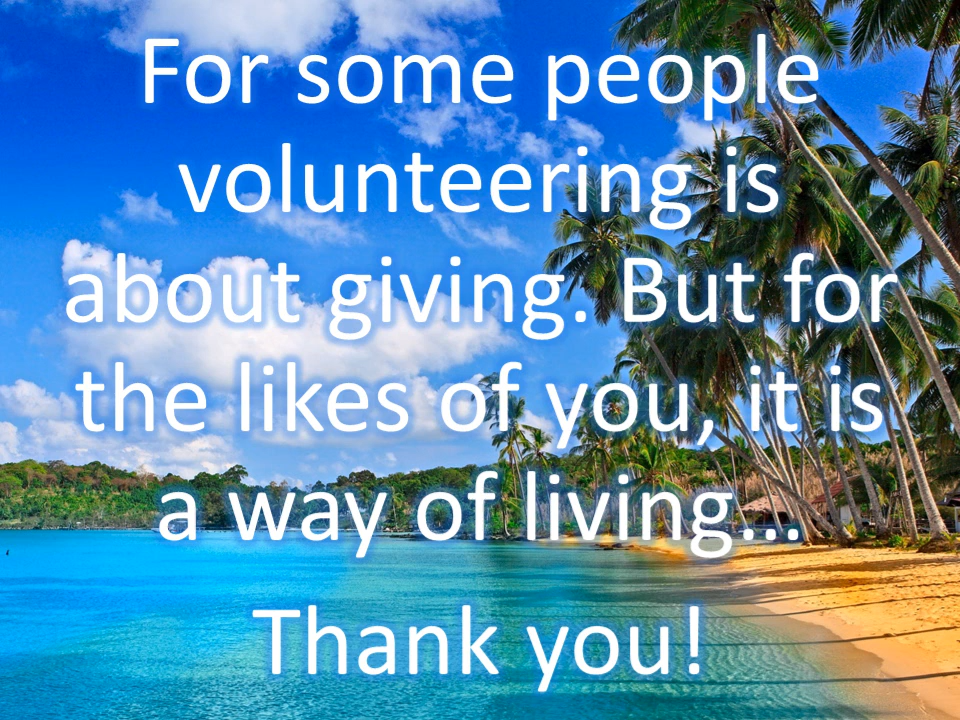 For some people
volunteering is
about giving. But for
the likes of you, it is
a way of living...
Thank you!